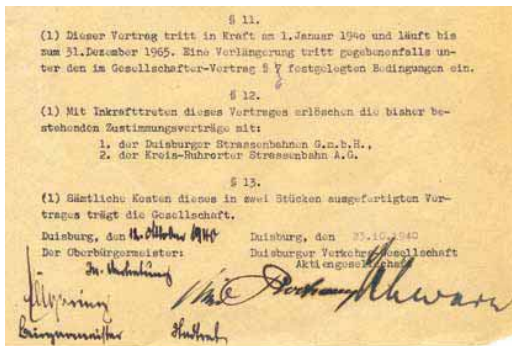 § 11.
(1) Dieser Vertrag tritt in Kraft am 1.Januar 1940 und läuft bis
zum 31.Dezember 1965. Eine Verlängerung tritt gegebenenfalls un-
ter den im Gesellschafter-Vertrag § 7 festgelegten Bedingungen ein.
6
§ 12.
(1) Mit Inkrafttreten dieses Vertrages erlöschen die bisher be-
stehenden Zustimmungsverträge mit:
1. der Duisburger Strassenbahnen G.m.b.H.,
2. der Kreis-Ruhrorter Strassenbahn A.G.
§ 13.
(1) Sämtliche Kosten dieses in zwei Stücken ausgefertigten Ver-
trages trägt die Gesellschaft.
Duisburg, den 12. Oktober 1940 Duisburg, den 23.10.1940
Der Oberbürgermeister: Duisburger Verkehrsgesellschaft
In Vertretung Aktiengesellschaft
Bürgermeister Stadtrat